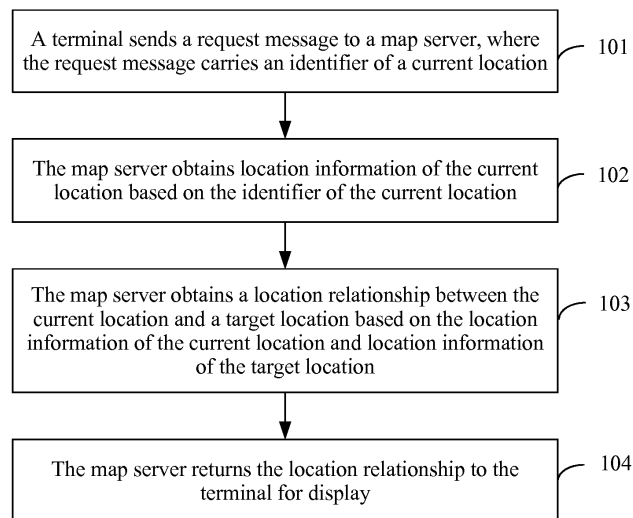 A terminal sends a request message to a map server, where
the request message carries an identifier of a current location
101
The map server obtains location information of the current
location based on the identifier of the current location
102
The map server obtains a location relationship between the
current location and a target location based on the location
information of the current location and location information
of the target location
103
The map server returns the location relationship to the
terminal for display
104